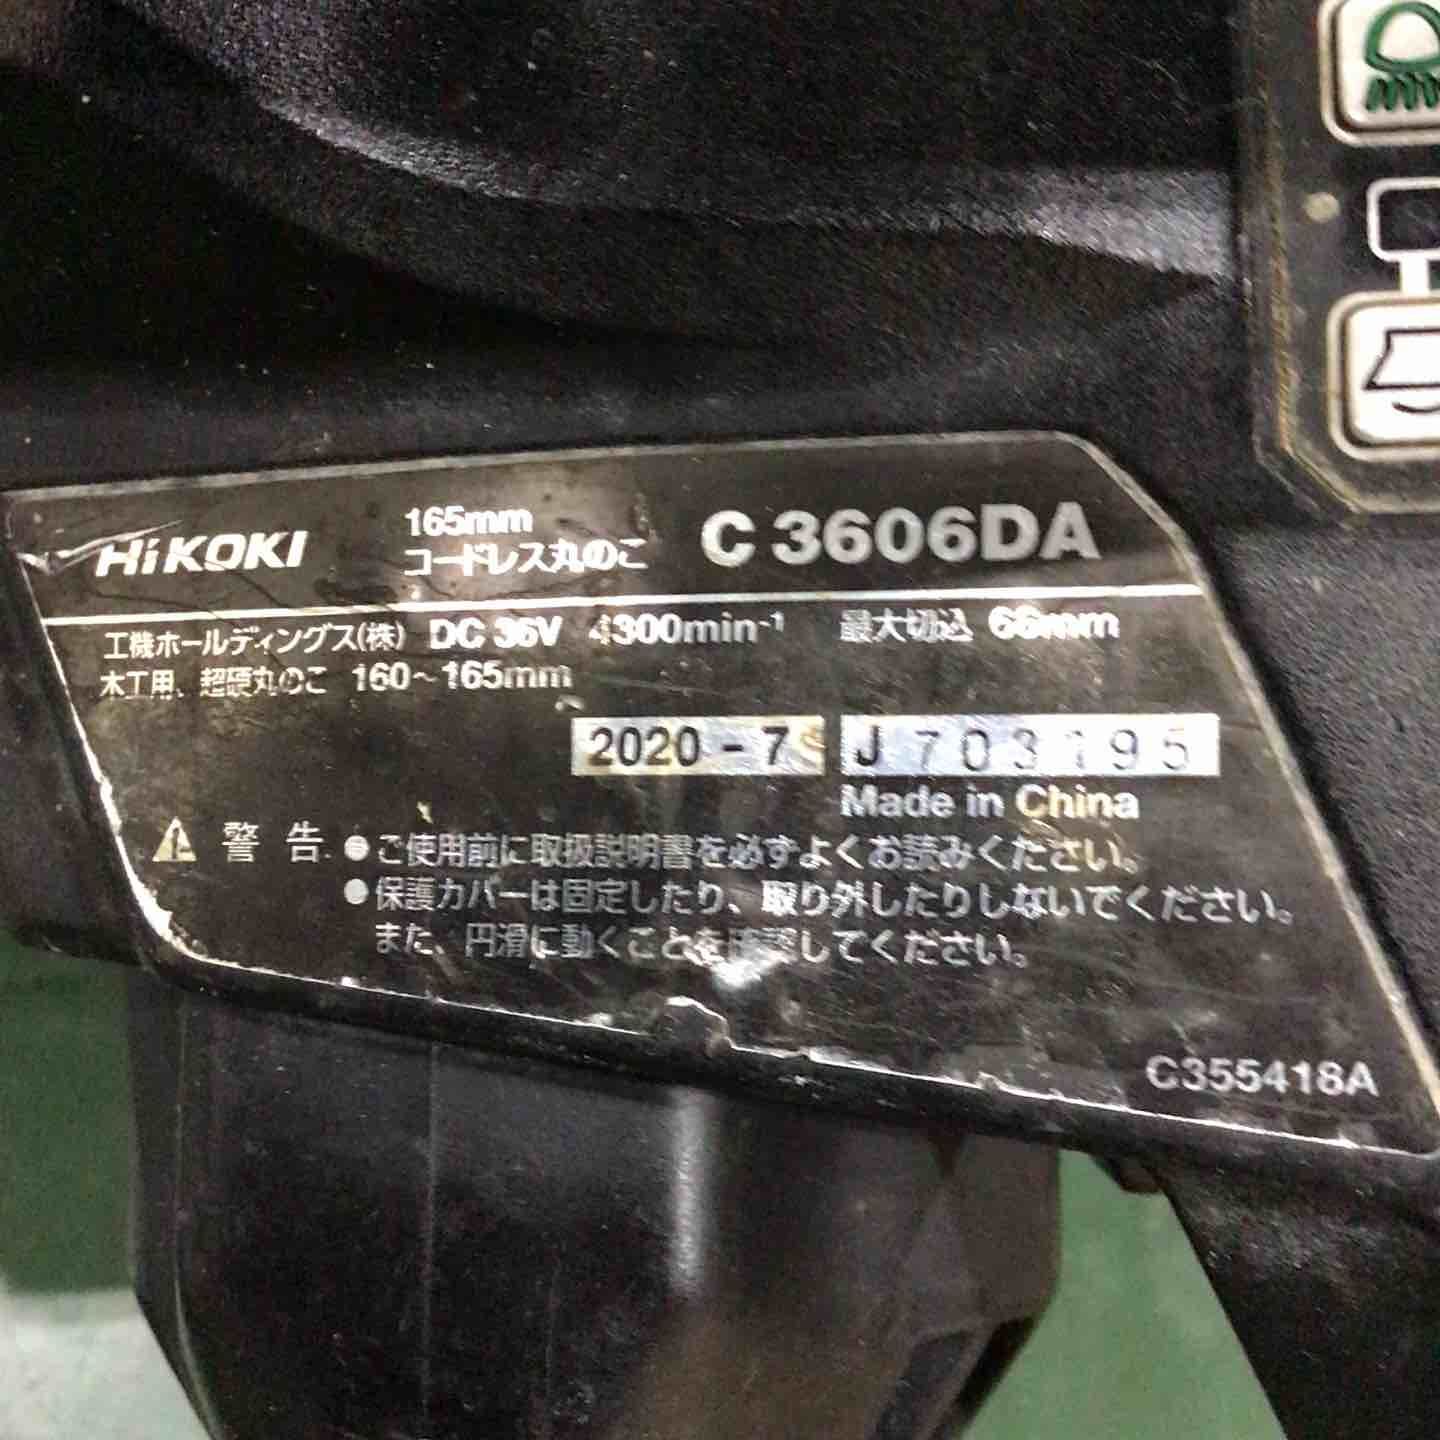 HiKOKI 165mm コードレス丸のこ C 3606DA
工機ホールディングス(株) DC 36V 4300min⁻¹ 最大切込 66mm
木工用、超硬丸のこ 160～165mm
2020-7 J703195
Made in China
警告 ●ご使用前に取扱説明書を必ずよくお読みください。
●保護カバーは固定したり、取り外したりしないでください。
また、円滑に動くことを確認してください。
C355418A